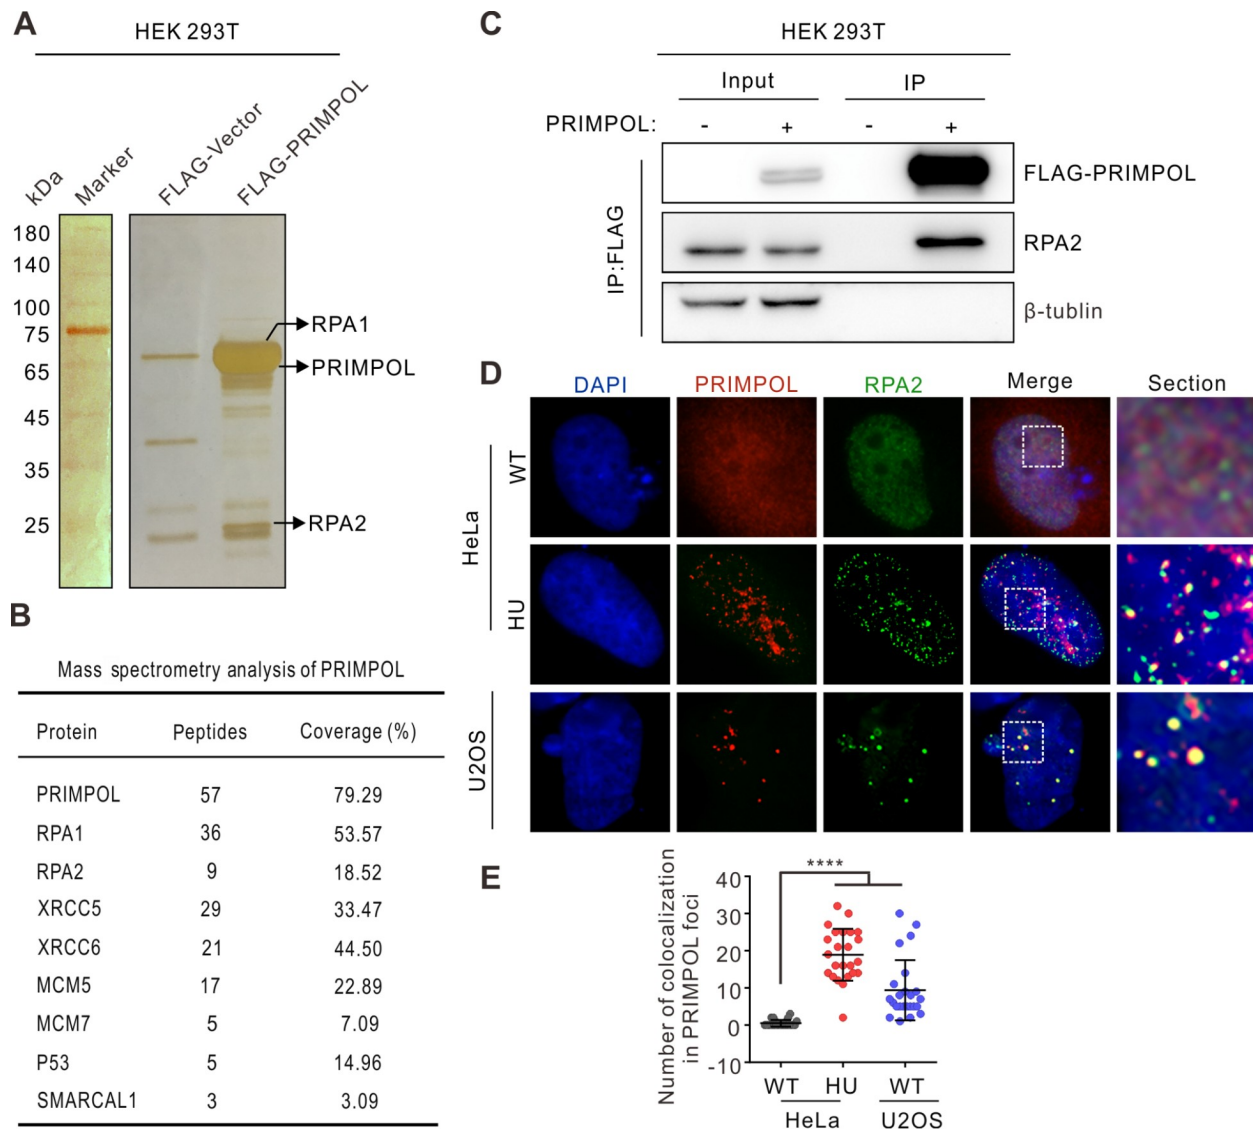 A
HEK 293T
kDa
Marker
FLAG-Vector
FLAG-PRIMPOL
180
140
100
75
65
45
35
25
RPA1
PRIMPOL
RPA2
B
Mass spectrometry analysis of PRIMPOL
Protein Peptides Coverage (%)
PRIMPOL 57 79.29
RPA1 36 53.57
RPA2 9 18.52
XRCC5 29 33.47
XRCC6 21 44.50
MCM5 17 22.89
MCM7 5 7.09
P53 5 14.96
SMARCAL1 3 3.09
C
HEK 293T
Input IP
PRIMPOL: - + - +
IP:FLAG
FLAG-PRIMPOL
RPA2
β-tublin
D
DAPI PRIMPOL RPA2 Merge Section
HeLa
WT
HU
U2OS
E
Number of colocalization
in PRIMPOL foci
****
40
30
20
10
0
-10
WT HU WT
HeLa U2OS